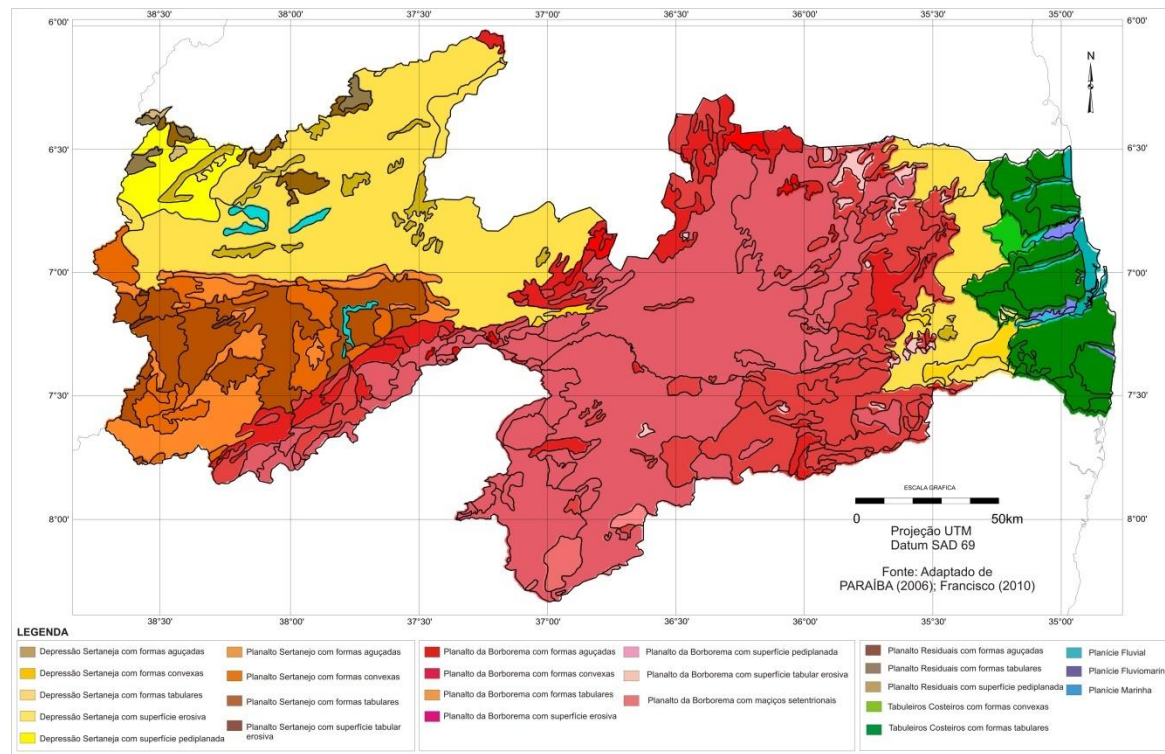 38°30' 38°00' 37°30' 37°00' 36°30' 36°00' 35°30' 35°00'
6°00' 6°00'
N
6°30' 6°30'
7°00' 7°00'
7°30' 7°30'
8°00' 8°00'
ESCALA GRAFICA
0 50km
Projeção UTM
Datum SAD 69
Fonte: Adaptado de
PARAÍBA (2006); Francisco (2010)
38°30' 38°00' 37°30' 37°00' 36°30' 36°00' 35°30' 35°00'
LEGENDA
Depressão Sertaneja com formas aguçadas
Depressão Sertaneja com formas convexas
Depressão Sertaneja com formas tabulares
Depressão Sertaneja com superfície erosiva
Depressão Sertaneja com superfície pediplanada
Planalto Sertanejo com formas aguçadas
Planalto Sertanejo com formas convexas
Planalto Sertanejo com formas tabulares
Planalto Sertanejo com superfície tabular
erosiva
Planalto da Borborema com formas aguçadas
Planalto da Borborema com formas convexas
Planalto da Borborema com formas tabulares
Planalto da Borborema com superfície erosiva
Planalto da Borborema com superfície pediplanada
Planalto da Borborema com superfície tabular erosiva
Planalto da Borborema com maciços setentrionais
Planalto Residuais com formas aguçadas
Planalto Residuais com formas tabulares
Planalto Residuais com superfície pediplanada
Tabuleiros Costeiros com formas convexas
Tabuleiros Costeiros com formas tabulares
Planície Fluvial
Planície Fluviomarin
Planície Marinha